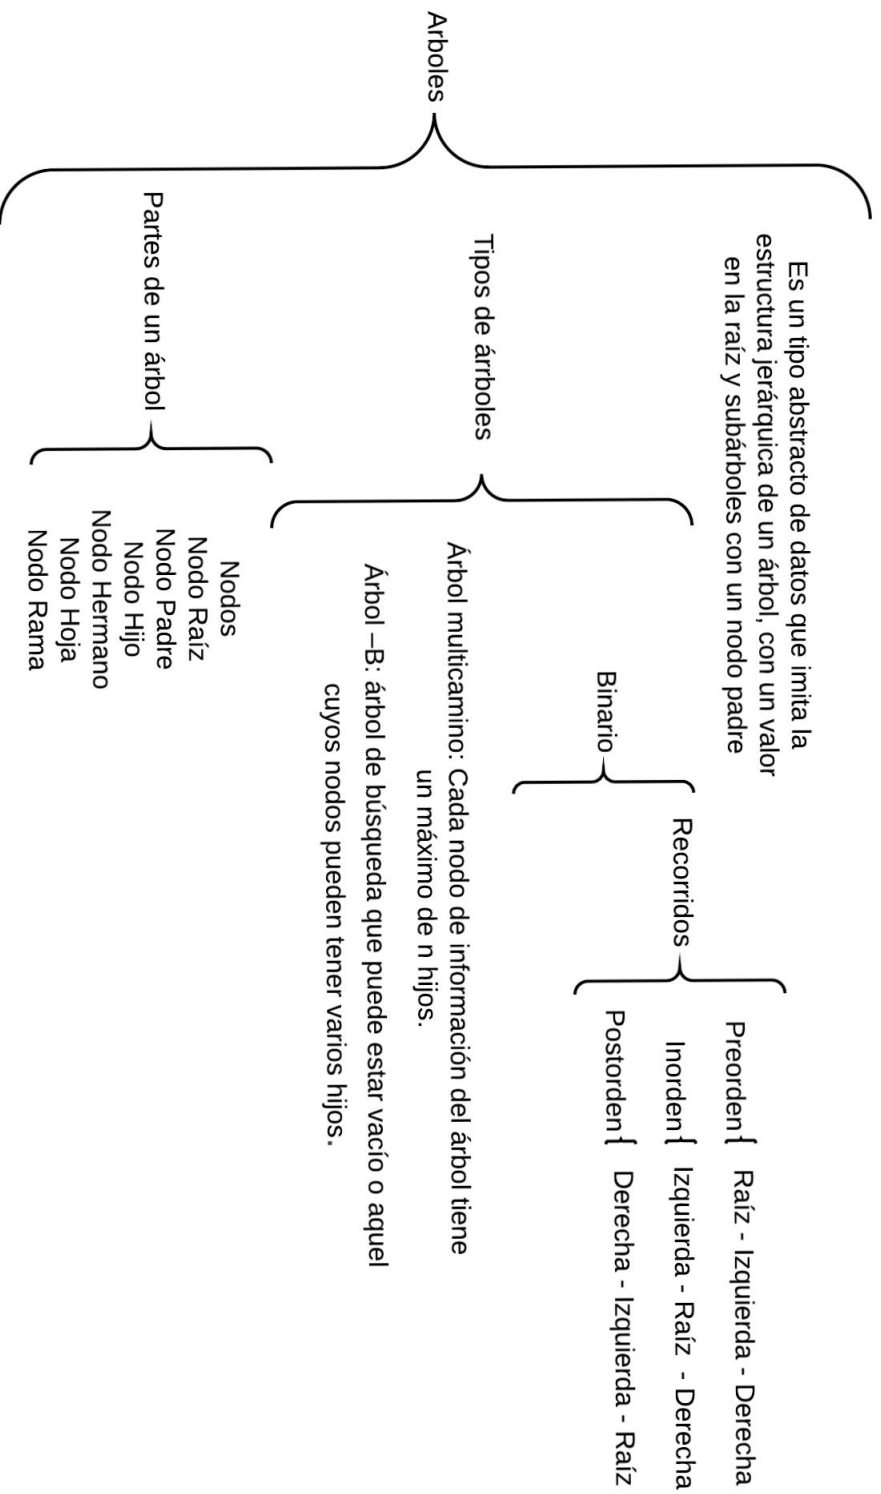 Arboles
Es un tipo abstracto de datos que imita la
estructura jerárquica de un árbol, con un valor
en la raíz y subárboles con un nodo padre
Tipos de árrboles
Binario
Recorridos
Preorden{ Raíz - Izquierda - Derecha
Inorden{ Izquierda - Raíz - Derecha
Postorden{ Derecha - Izquierda - Raíz
Árbol multicamino: Cada nodo de información del árbol tiene
un máximo de n hijos.
Árbol –B: árbol de búsqueda que puede estar vacío o aquel
cuyos nodos pueden tener varios hijos.
Partes de un árbol
Nodos
Nodo Raíz
Nodo Padre
Nodo Hijo
Nodo Hermano
Nodo Hoja
Nodo Rama